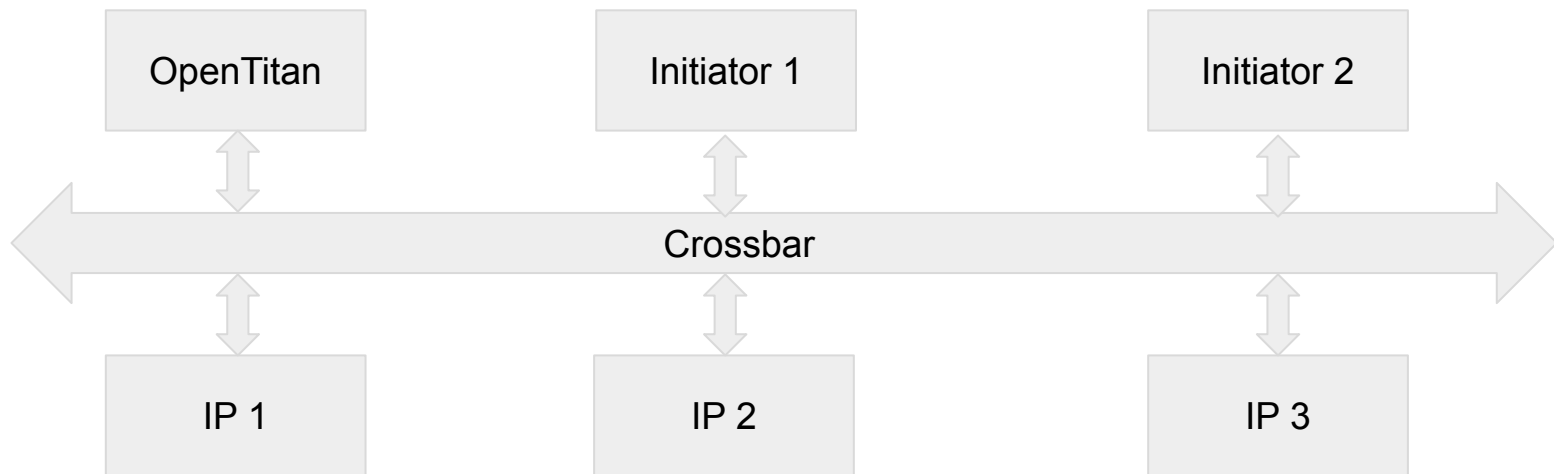 OpenTitan
Initiator 1
Initiator 2
Crossbar
IP 1
IP 2
IP 3